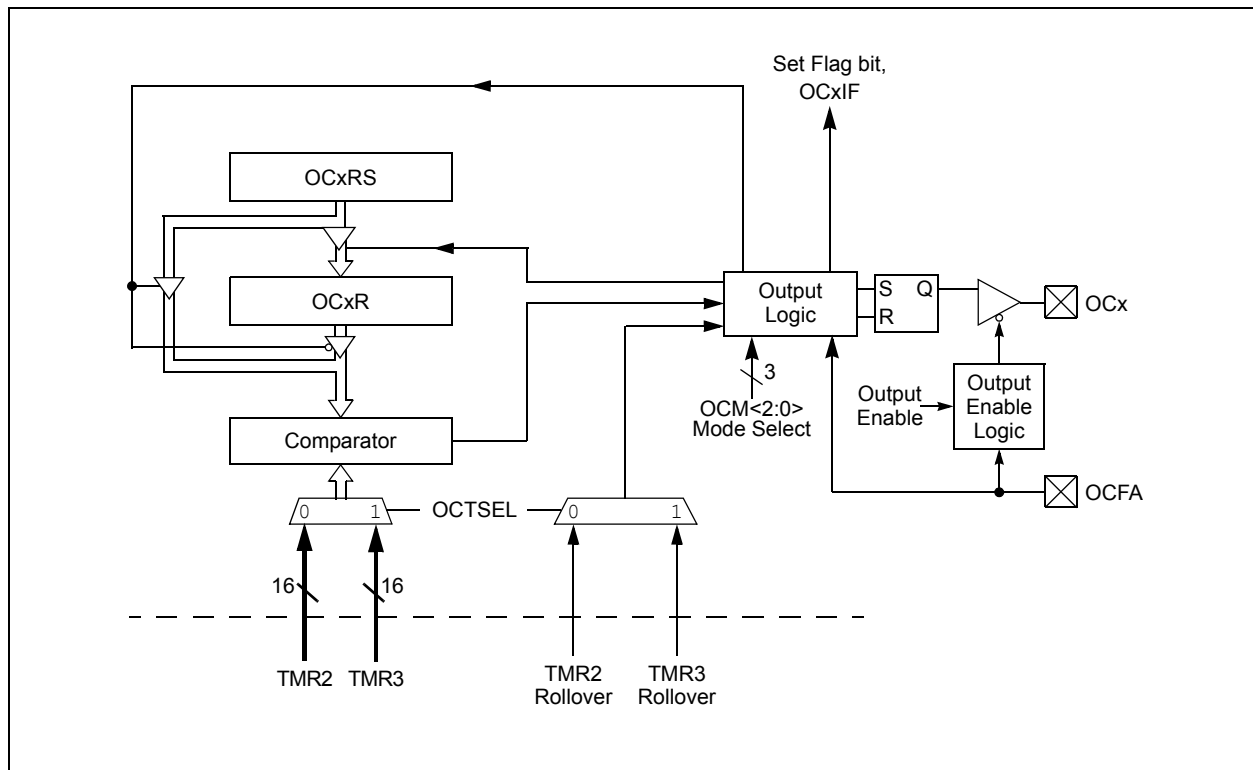 Set Flag bit,
OCxIF
OCxRS
OCxR
Output
Logic
S Q
R
OCx
3
OCM<2:0>
Mode Select
Output
Enable
Output
Enable
Logic
Comparator
OCFA
0 1
OCTSEL
0 1
16
16
TMR2
TMR3
TMR2
Rollover
TMR3
Rollover